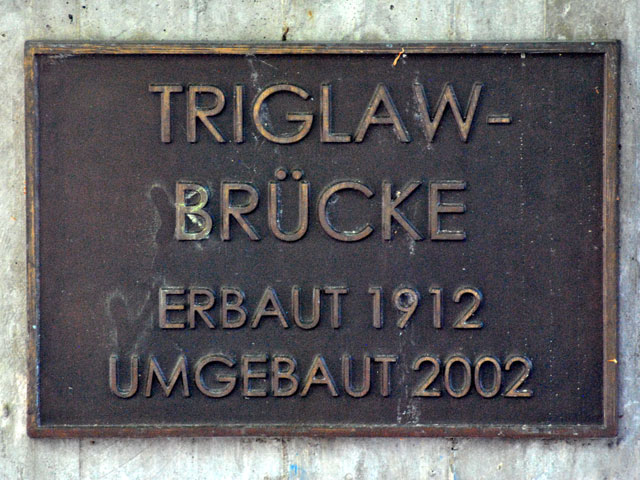 TRIGLAW-
BRÜCKE
ERBAUT 1912
UMGEBAUT 2002